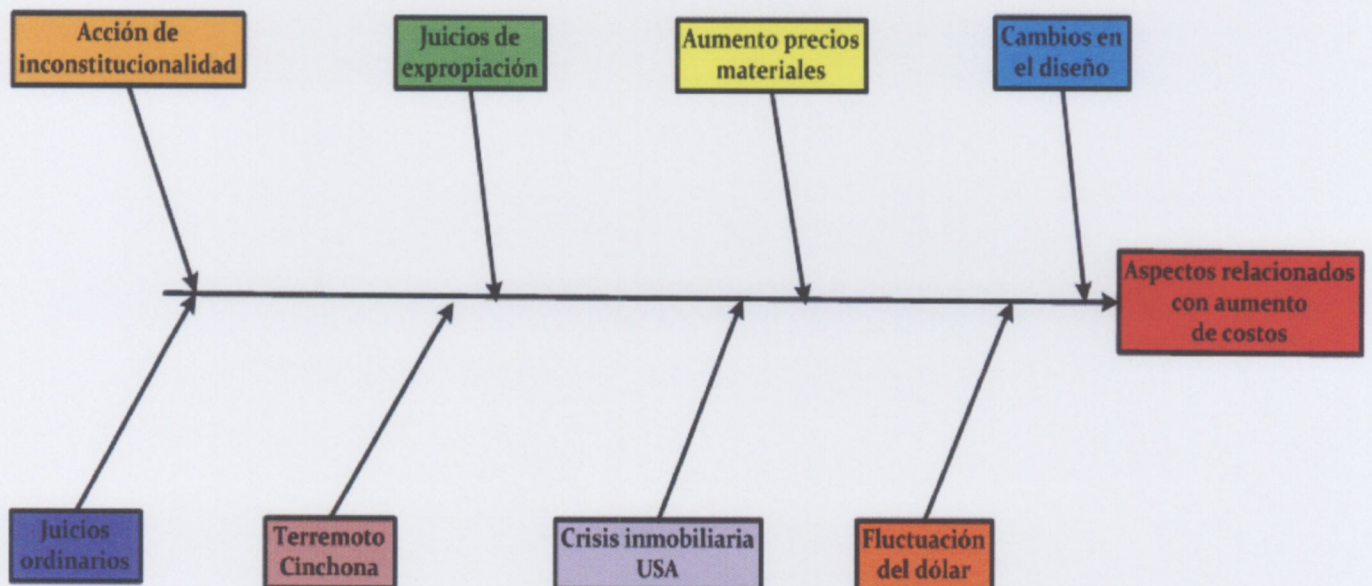 Acción de
inconstitucionalidad
Juicios de
expropiación
Aumento precios
materiales
Cambios en
el diseño
Aspectos relacionados
con aumento
de costos
Juicios
ordinarios
Terremoto
Cinchona
Crisis inmobiliaria
USA
Fluctuación
del dólar